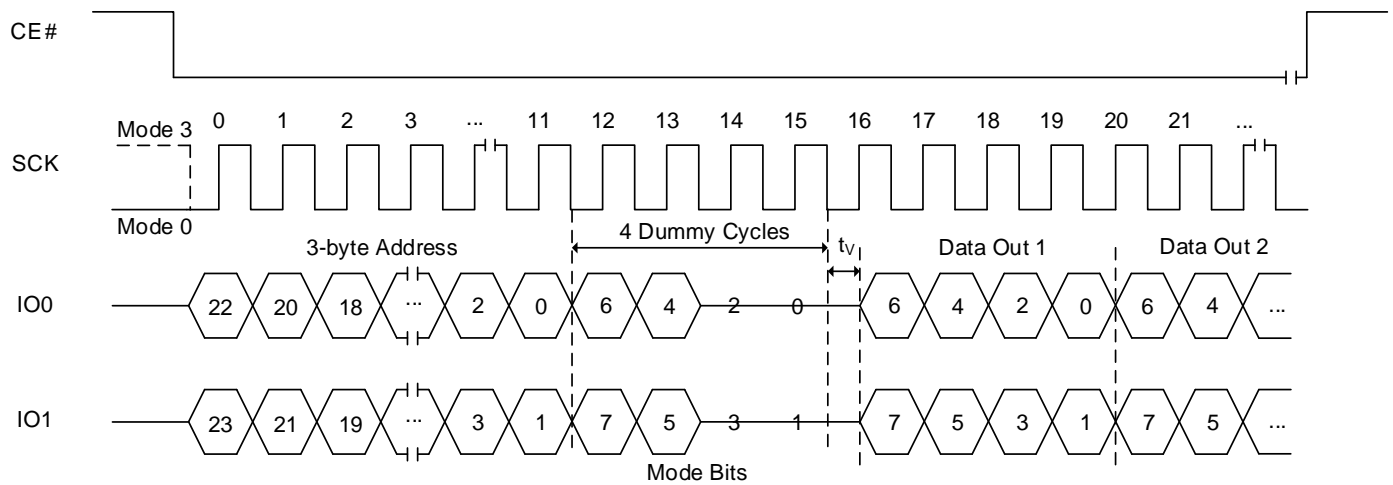 CE#
Mode 3
0 1 2 3 ... 11 12 13 14 15 16 17 18 19 20 21 ...
SCK
Mode 0
3-byte Address
4 Dummy Cycles
tV
Data Out 1
Data Out 2
IO0
22 20 18 ... 2 0 6 4 2 0 6 4 2 0 6 4 ...
IO1
23 21 19 ... 3 1 7 5 3 1 7 5 3 1 7 5 ...
Mode Bits